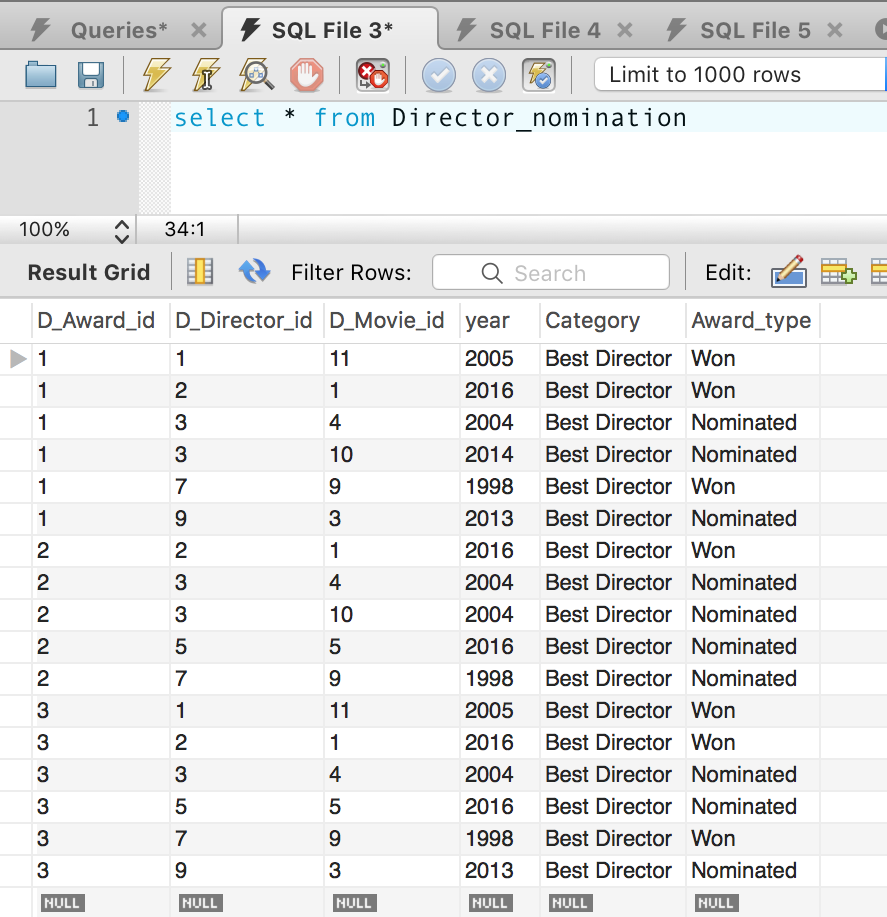 Queries* SQL File 3* SQL File 4 SQL File 5
Limit to 1000 rows
1 select * from Director_nomination
100% 34:1
Result Grid Filter Rows: Search Edit:
D_Award_id D_Director_id D_Movie_id year Category Award_type
1 1 11 2005 Best Director Won
1 2 1 2016 Best Director Won
1 3 4 2004 Best Director Nominated
1 3 10 2014 Best Director Nominated
1 7 9 1998 Best Director Won
1 9 3 2013 Best Director Nominated
2 2 1 2016 Best Director Won
2 3 4 2004 Best Director Nominated
2 3 10 2004 Best Director Nominated
2 5 5 2016 Best Director Nominated
2 7 9 1998 Best Director Nominated
3 1 11 2005 Best Director Won
3 2 1 2016 Best Director Won
3 3 4 2004 Best Director Nominated
3 5 5 2016 Best Director Nominated
3 7 9 1998 Best Director Won
3 9 3 2013 Best Director Nominated
NULL NULL NULL NULL NULL NULL